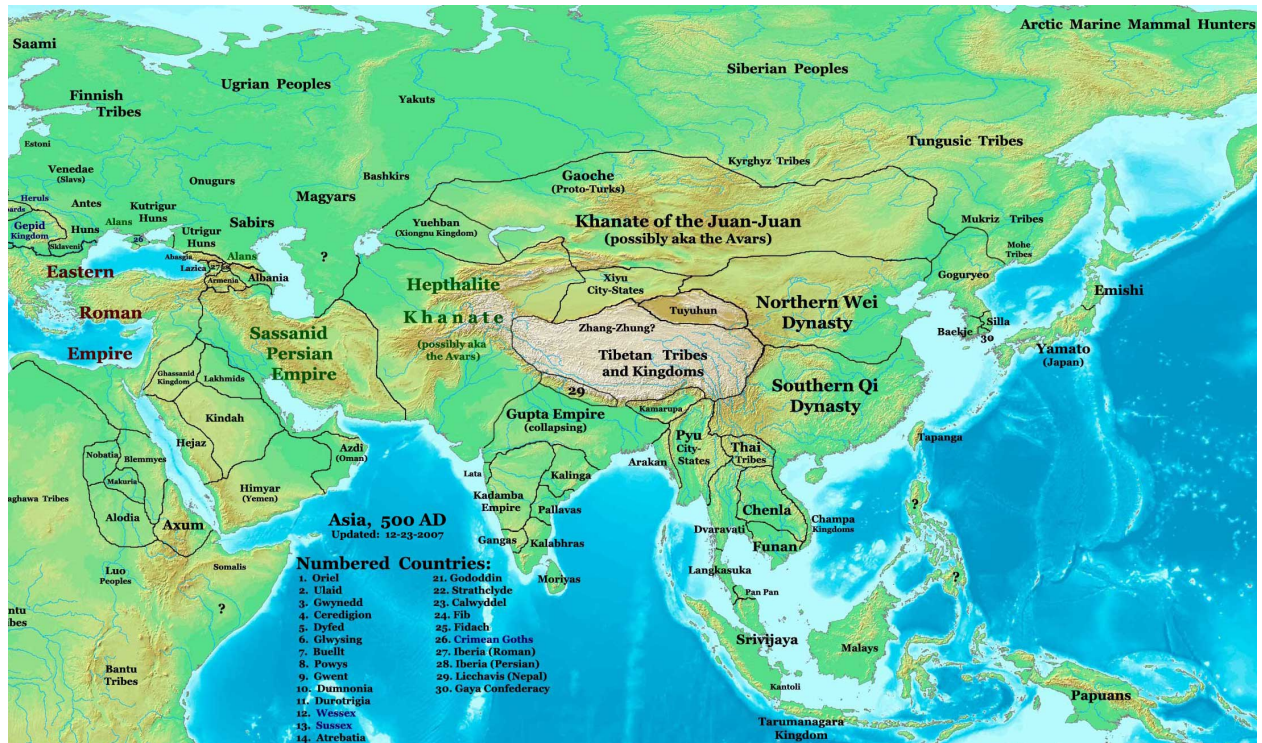 Arctic Marine Mammal Hunters
Saami
Siberian Peoples
Ugrian Peoples
Finnish
Tribes
Yakuts
Estoni
Tungusic Tribes
Kyrghyz Tribes
Venedae
(Slavs)
Onugurs
Bashkirs
Gaoche
(Proto-Turks)
Heruls
Magyars
Antes
Kutrigur
Huns
Alans
Sabirs
Gepid
Kingdom
Huns
Sklaveni
26
Utrigur
Huns
Yuehban
(Xiongnu Kingdom)
Khanate of the Juan-Juan
(possibly aka the Avars)
Mukriz Tribes
Mohe
Tribes
Abasgia
Alans
?
Lazica
27
Armenia
Albania
Eastern
Roman
Empire
Hepthalite
Khanate
(possibly aka
the Avars)
Xiyu
City-States
Goguryeo
Emishi
Tuyuhun
Northern Wei
Dynasty
Silla
Baekje
30
Yamato
(Japan)
Zhang-Zhung?
Tibetan Tribes
and Kingdoms
Sassanid
Persian
Empire
Ghassanid
Kingdom
Lakhmids
29
Southern Qi
Dynasty
Kindah
Gupta Empire
(collapsing)
Kamarupa
Hejaz
Azdi
(Oman)
Pyu
City-
States
Thai
Tribes
Tapanga
Nobatia
Blemmyes
Makuria
Arakan
Lata
Kalinga
Himyar
(Yemen)
Kadamba
Empire
Pallavas
aghawa Tribes
Alodia
Axum
Chenla
Champa
Kingdoms
?
Dvaravati
Funan
Gangas
Kalabhras
Asia, 500 AD
Updated: 12-23-2007
Luo
Peoples
Somalis
Moriyas
Langkasuka
Pan Pan
?
?
Srivijaya
Malays
Bantu
Tribes
ntu
ibes
Kantoli
Papuans
Tarumanagara
Kingdom
Numbered Countries:
1. Oriel
2. Ulaid
3. Gwynedd
4. Ceredigion
5. Dyfed
6. Glwysing
7. Buellt
8. Powys
9. Gwent
10. Dumnonia
11. Durotrigia
12. Wessex
13. Sussex
14. Atrebatia
21. Gododdin
22. Strathclyde
23. Calwyddel
24. Fib
25. Fidach
26. Crimean Goths
27. Iberia (Roman)
28. Iberia (Persian)
29. Licchavis (Nepal)
30. Gaya Confederacy